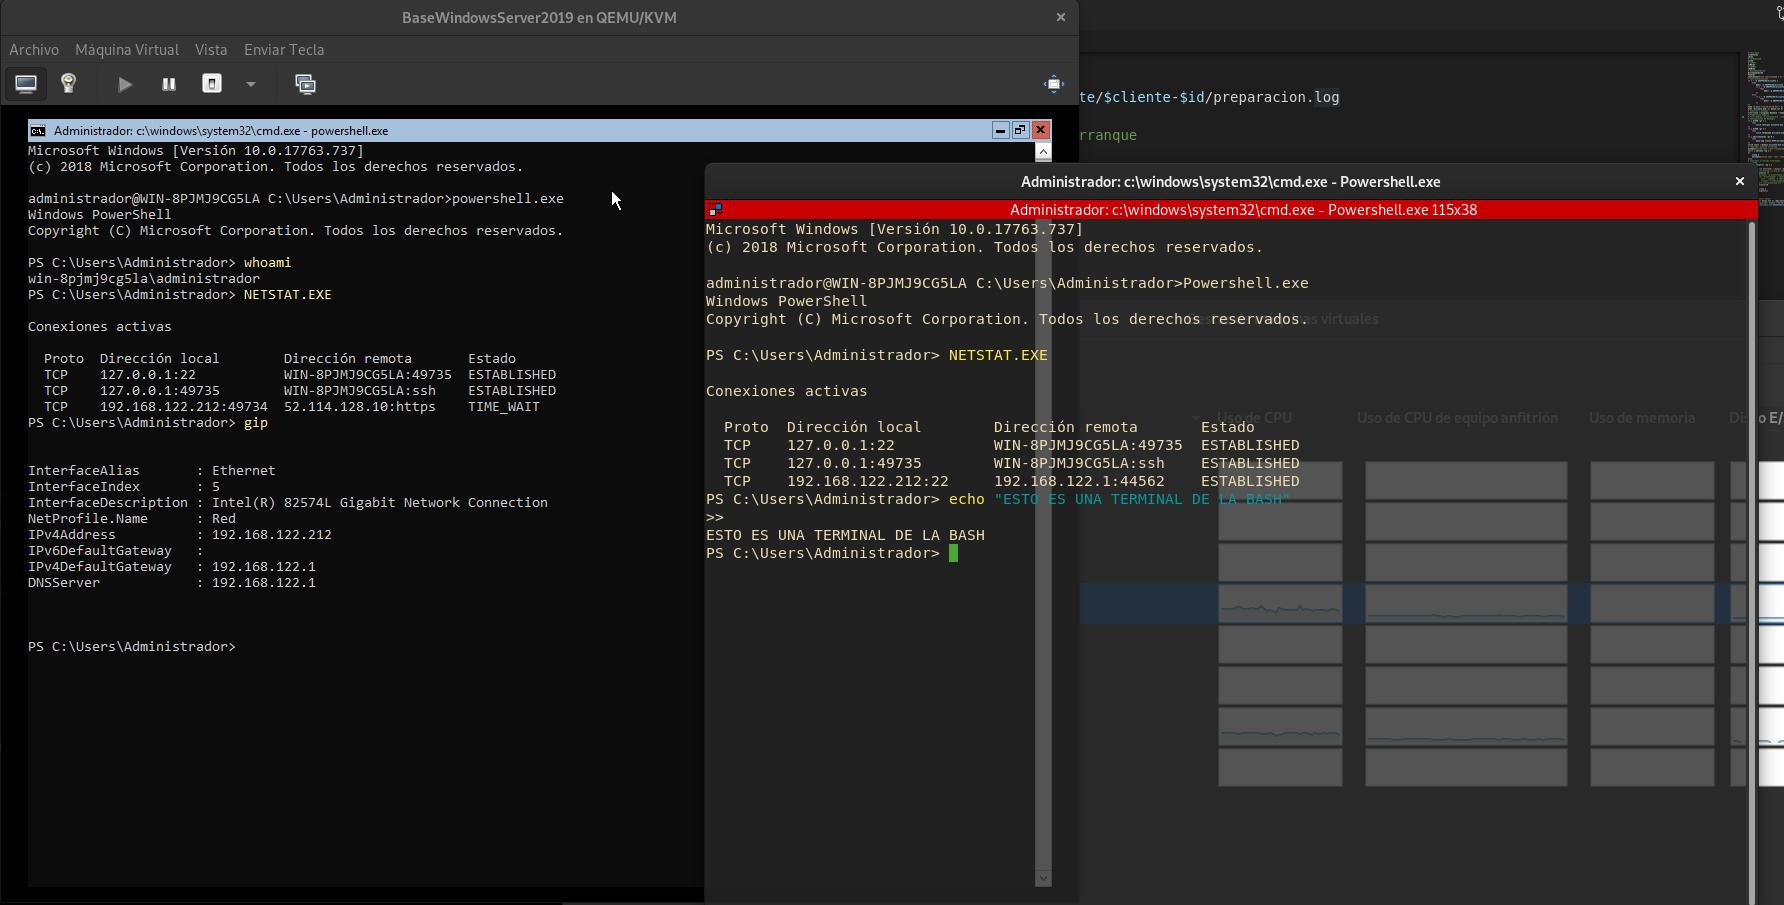 BaseWindowsServer2019 en QEMU/KVM
Archivo Máquina Virtual Vista Enviar Tecla
Administrador: c:\windows\system32\cmd.exe - powershell.exe
Microsoft Windows [Versión 10.0.17763.737]
(c) 2018 Microsoft Corporation. Todos los derechos reservados.
administrador@WIN-8PJMJ9CG5LA C:\Users\Administrador>powershell.exe
Windows PowerShell
Copyright (C) Microsoft Corporation. Todos los derechos reservados.
PS C:\Users\Administrador> whoami
win-8pjmj9cg5la\administrador
PS C:\Users\Administrador> NETSTAT.EXE
Conexiones activas
Proto Dirección local Dirección remota Estado
TCP 127.0.0.1:22 WIN-8PJMJ9CG5LA:49735 ESTABLISHED
TCP 127.0.0.1:49735 WIN-8PJMJ9CG5LA:ssh ESTABLISHED
TCP 192.168.122.212:49734 52.114.128.10:https TIME_WAIT
PS C:\Users\Administrador> gip
InterfaceAlias : Ethernet
InterfaceIndex : 5
InterfaceDescription : Intel(R) 82574L Gigabit Network Connection
NetProfile.Name : Red
IPv4Address : 192.168.122.212
IPv6DefaultGateway :
IPv4DefaultGateway : 192.168.122.1
DNSServer : 192.168.122.1
PS C:\Users\Administrador>
te/$cliente-$id/preparacion.log
rranque
Administrador: c:\windows\system32\cmd.exe - Powershell.exe
Administrador: c:\windows\system32\cmd.exe - Powershell.exe 115x38
Microsoft Windows [Versión 10.0.17763.737]
(c) 2018 Microsoft Corporation. Todos los derechos reservados.
administrador@WIN-8PJMJ9CG5LA C:\Users\Administrador>Powershell.exe
Windows PowerShell
Copyright (C) Microsoft Corporation. Todos los derechos reservados.
PS C:\Users\Administrador> NETSTAT.EXE
Conexiones activas
Proto Dirección local Dirección remota Estado
TCP 127.0.0.1:22 WIN-8PJMJ9CG5LA:49735 ESTABLISHED
TCP 127.0.0.1:49735 WIN-8PJMJ9CG5LA:ssh ESTABLISHED
TCP 192.168.122.212:22 192.168.122.1:44562 ESTABLISHED
PS C:\Users\Administrador> echo "ESTO ES UNA TERMINAL DE LA BASH"
>>
ESTO ES UNA TERMINAL DE LA BASH
PS C:\Users\Administrador>
virtuales
Uso de CPU Uso de CPU de equipo anfitrión Uso de memoria E/